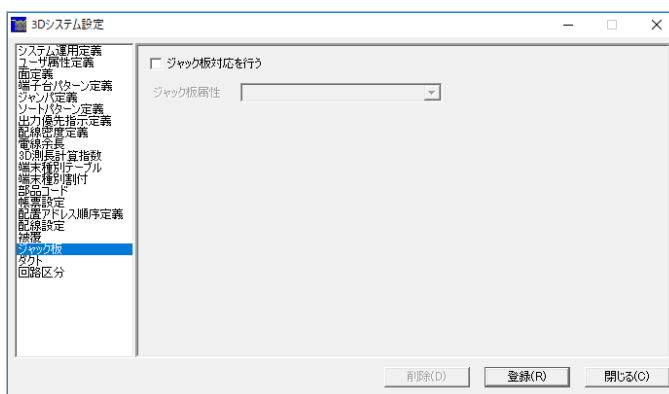 3Dシステム設定
システム運用定義
ユーザ属性定義
面定義
端子台パターン定義
ジャンパ定義
ソートパターン定義
出力優先指示定義
配線密度定義
電線余長
3D測長計算指数
端末種別テーブル
端末種別割付
部品コード
帳票設定
配置アドレス順序定義
配線設定
被覆
ジャック板
ダクト
回路区分
ジャック板対応を行う
ジャック板属性
削除(D)
登録(R)
閉じる(C)